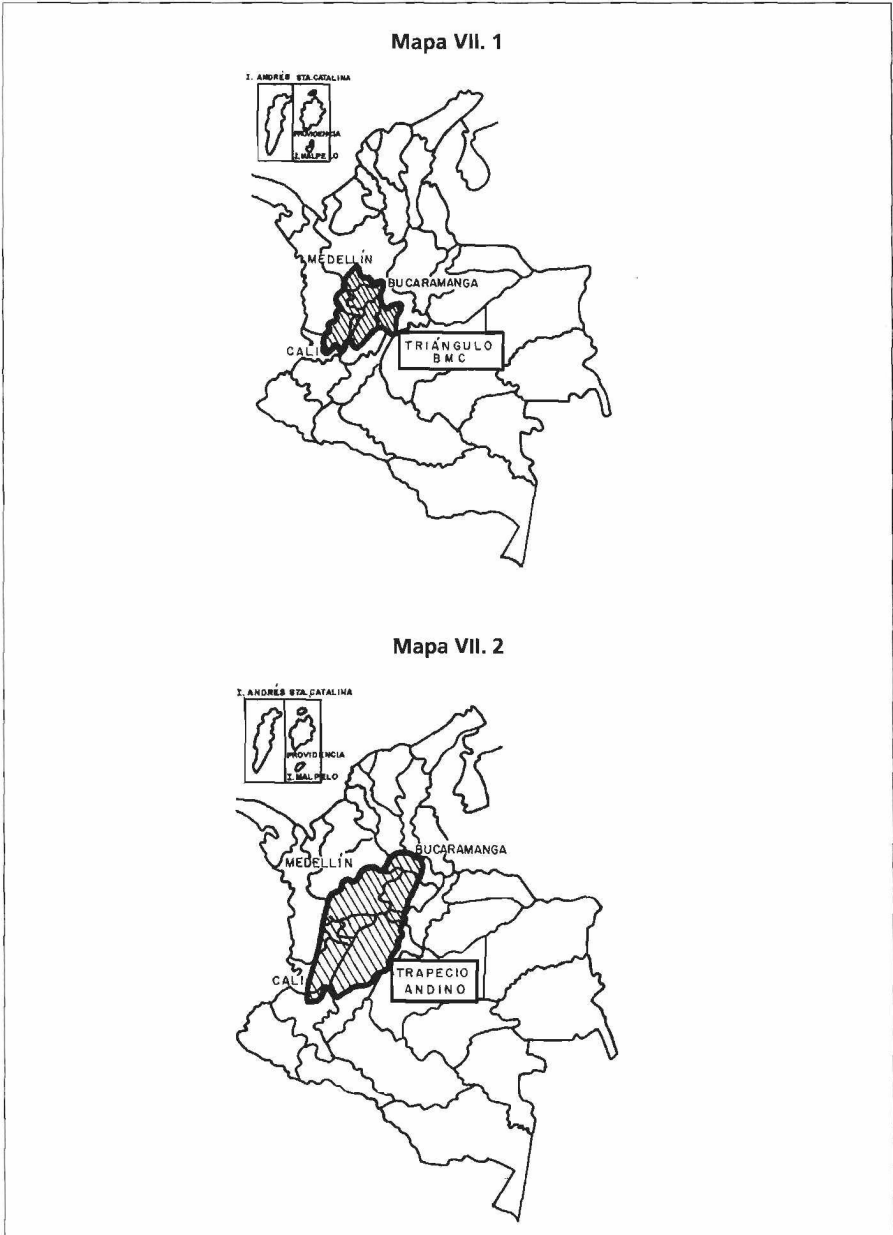 Mapa VII. 1
I. ANDRÉS STA. CATALINA
PROVIDENCIA
I. MALPELO
MEDELLÍN
BUCARAMANGA
CALI
TRIÁNGULO
BMC
Mapa VII. 2
I. ANDRÉS STA. CATALINA
PROVIDENCIA
I. MALPELO
BUCARAMANGA
MEDELLÍN
CALI
TRAPECIO
ANDINO